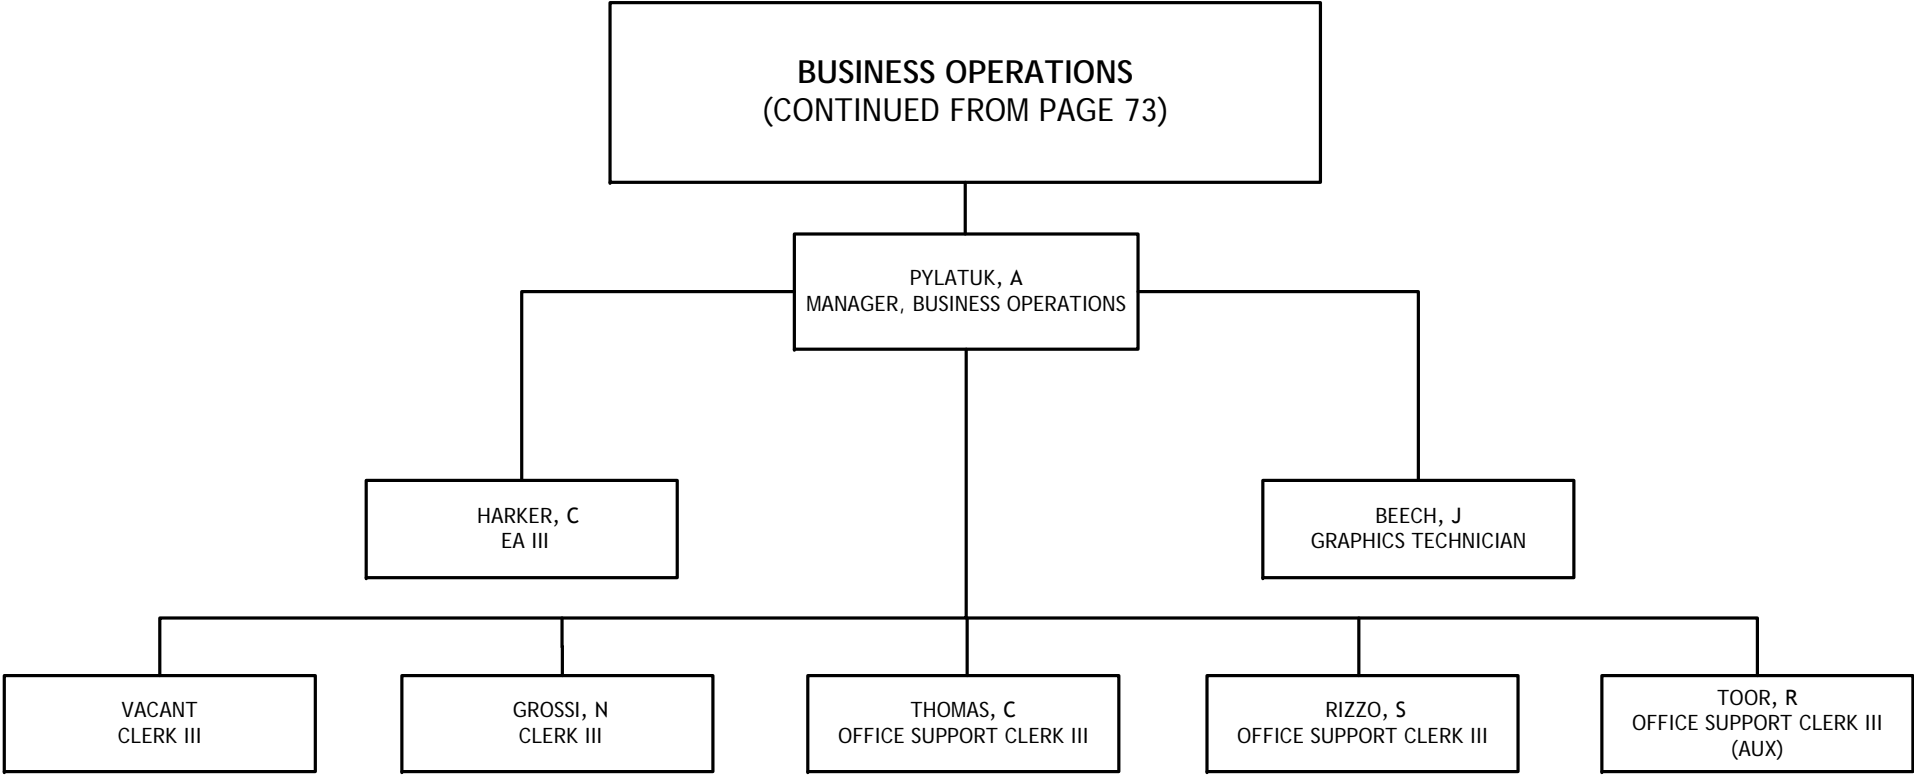 BUSINESS OPERATIONS
(CONTINUED FROM PAGE 73)
PYLATUK, A
MANAGER, BUSINESS OPERATIONS
HARKER, C
EA III
BEECH, J
GRAPHICS TECHNICIAN
VACANT
CLERK III
GROSSI, N
CLERK III
THOMAS, C
OFFICE SUPPORT CLERK III
RIZZO, S
OFFICE SUPPORT CLERK III
TOOR, R
OFFICE SUPPORT CLERK III
(AUX)